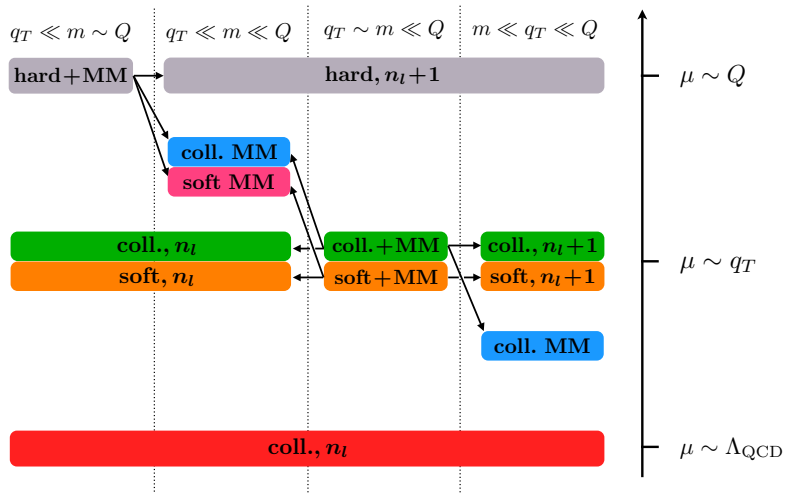 q_T ≪ m ∼ Q   q_T ≪ m ≪ Q   q_T ∼ m ≪ Q   m ≪ q_T ≪ Q
hard+MM   hard, n_l+1   μ ∼ Q
coll. MM
soft MM
coll., n_l   coll.+MM   coll., n_l+1
μ ∼ q_T
soft, n_l   soft+MM   soft, n_l+1
coll. MM
coll., n_l   μ ∼ Λ_QCD